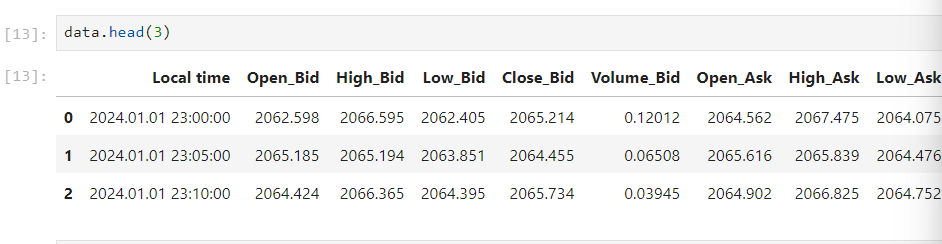 [13]: data.head(3)
[13]: Local time Open_Bid High_Bid Low_Bid Close_Bid Volume_Bid Open_Ask High_Ask Low_Ask
0 2024.01.01 23:00:00 2062.598 2066.595 2062.405 2065.214 0.12012 2064.562 2067.475 2064.075
1 2024.01.01 23:05:00 2065.185 2065.194 2063.851 2064.455 0.06508 2065.616 2065.839 2064.476
2 2024.01.01 23:10:00 2064.424 2066.365 2064.395 2065.734 0.03945 2064.902 2066.825 2064.752